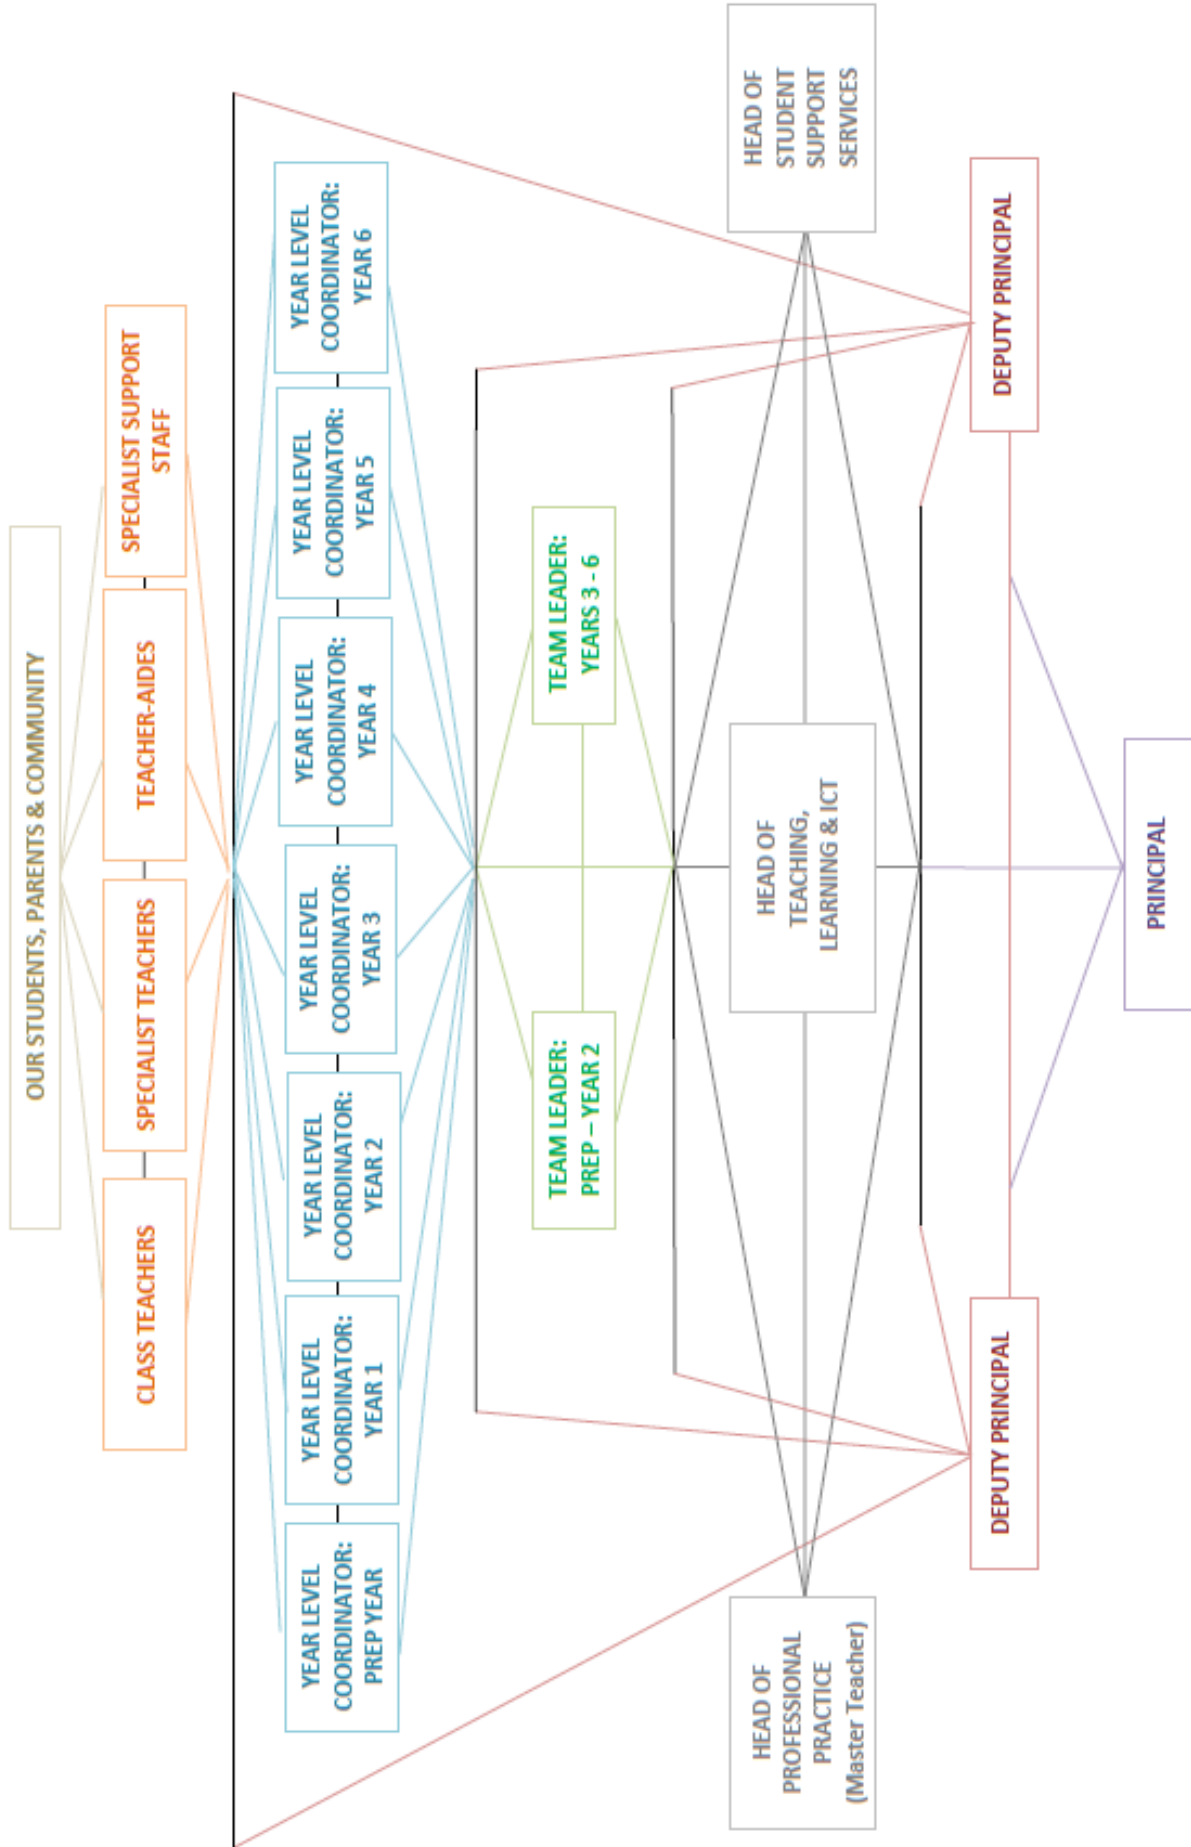 OUR STUDENTS, PARENTS & COMMUNITY
CLASS TEACHERS
SPECIALIST TEACHERS
TEACHER-AIDES
SPECIALIST SUPPORT
STAFF
YEAR LEVEL
COORDINATOR:
PREP YEAR
YEAR LEVEL
COORDINATOR:
YEAR 1
YEAR LEVEL
COORDINATOR:
YEAR 2
YEAR LEVEL
COORDINATOR:
YEAR 3
YEAR LEVEL
COORDINATOR:
YEAR 4
YEAR LEVEL
COORDINATOR:
YEAR 5
YEAR LEVEL
COORDINATOR:
YEAR 6
TEAM LEADER:
PREP – YEAR 2
TEAM LEADER:
YEARS 3 - 6
HEAD OF
PROFESSIONAL
PRACTICE
(Master Teacher)
HEAD OF
TEACHING,
LEARNING & ICT
HEAD OF
STUDENT
SUPPORT
SERVICES
DEPUTY PRINCIPAL
DEPUTY PRINCIPAL
PRINCIPAL